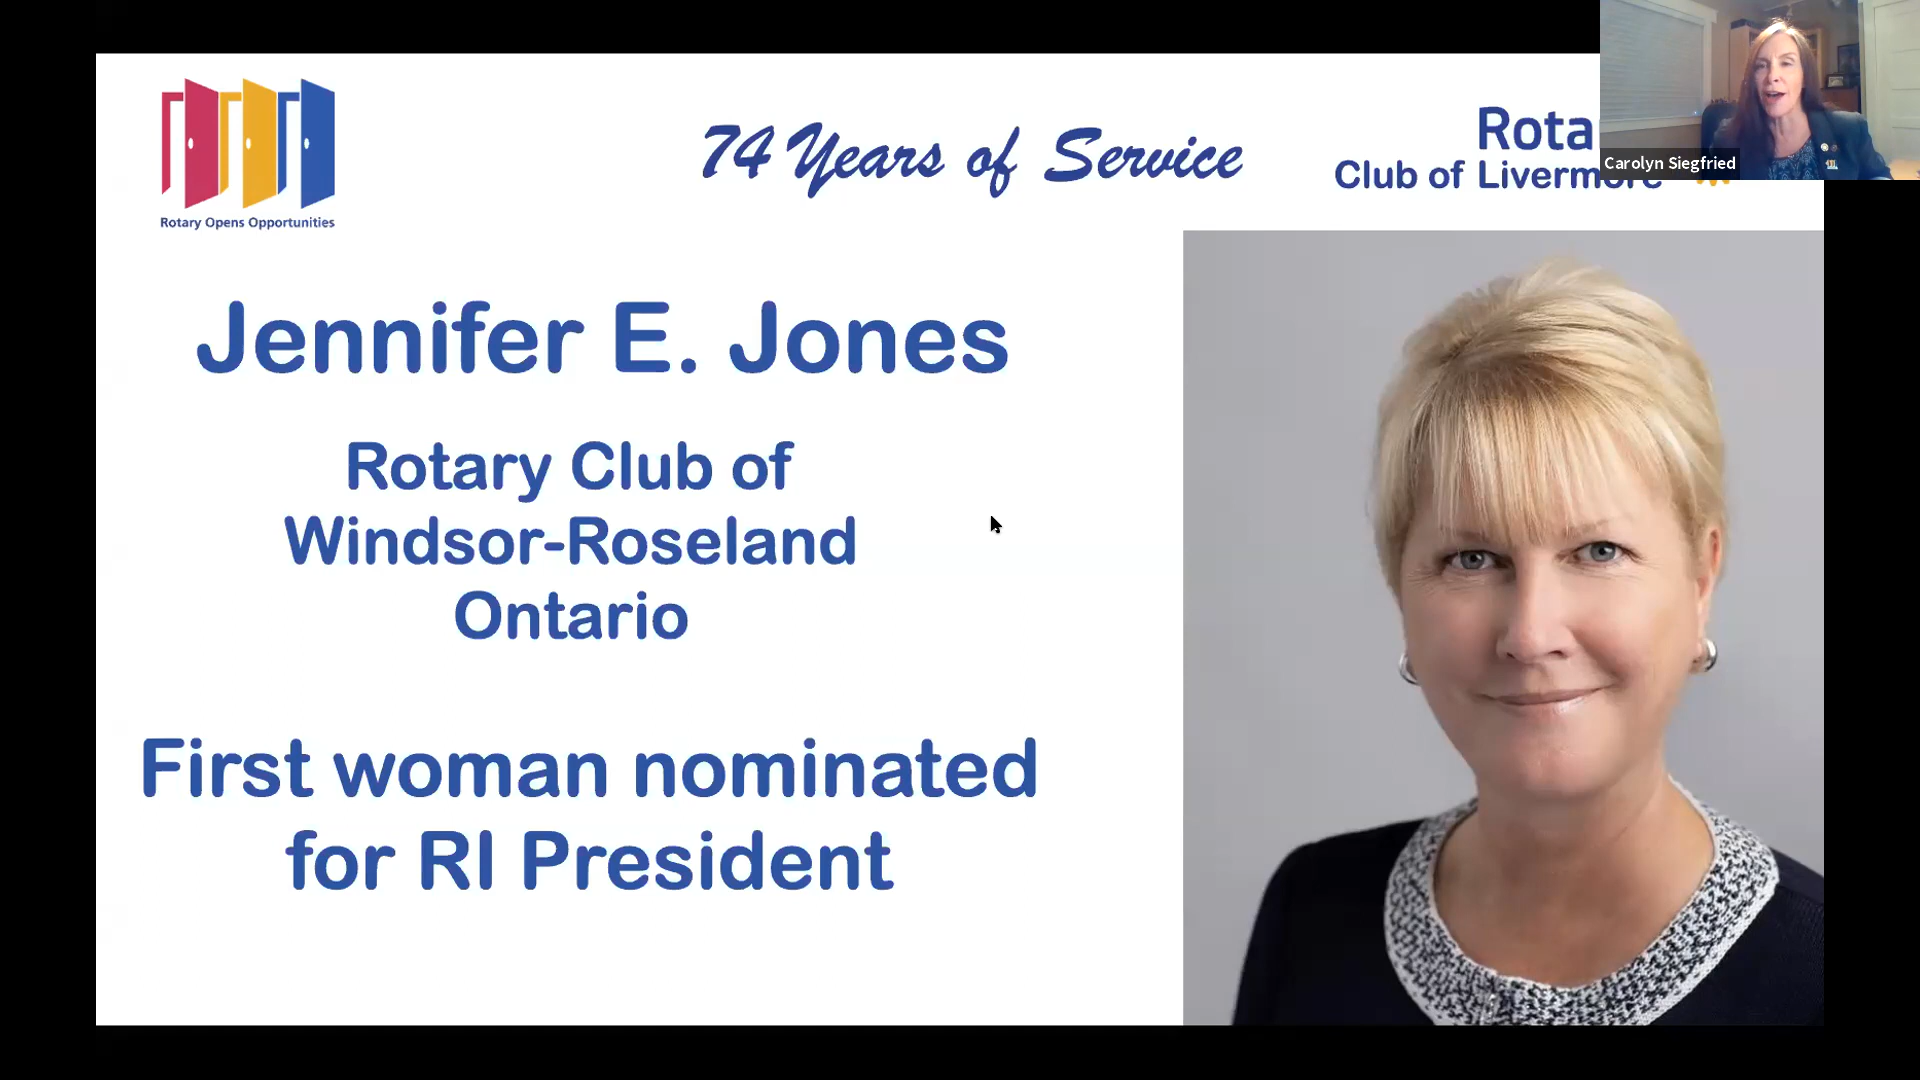 Rotary Opens Opportunities
74 Years of Service
Rota
Club of Livermore
Carolyn Siegfried
Jennifer E. Jones
Rotary Club of
Windsor-Roseland
Ontario
First woman nominated
for RI President